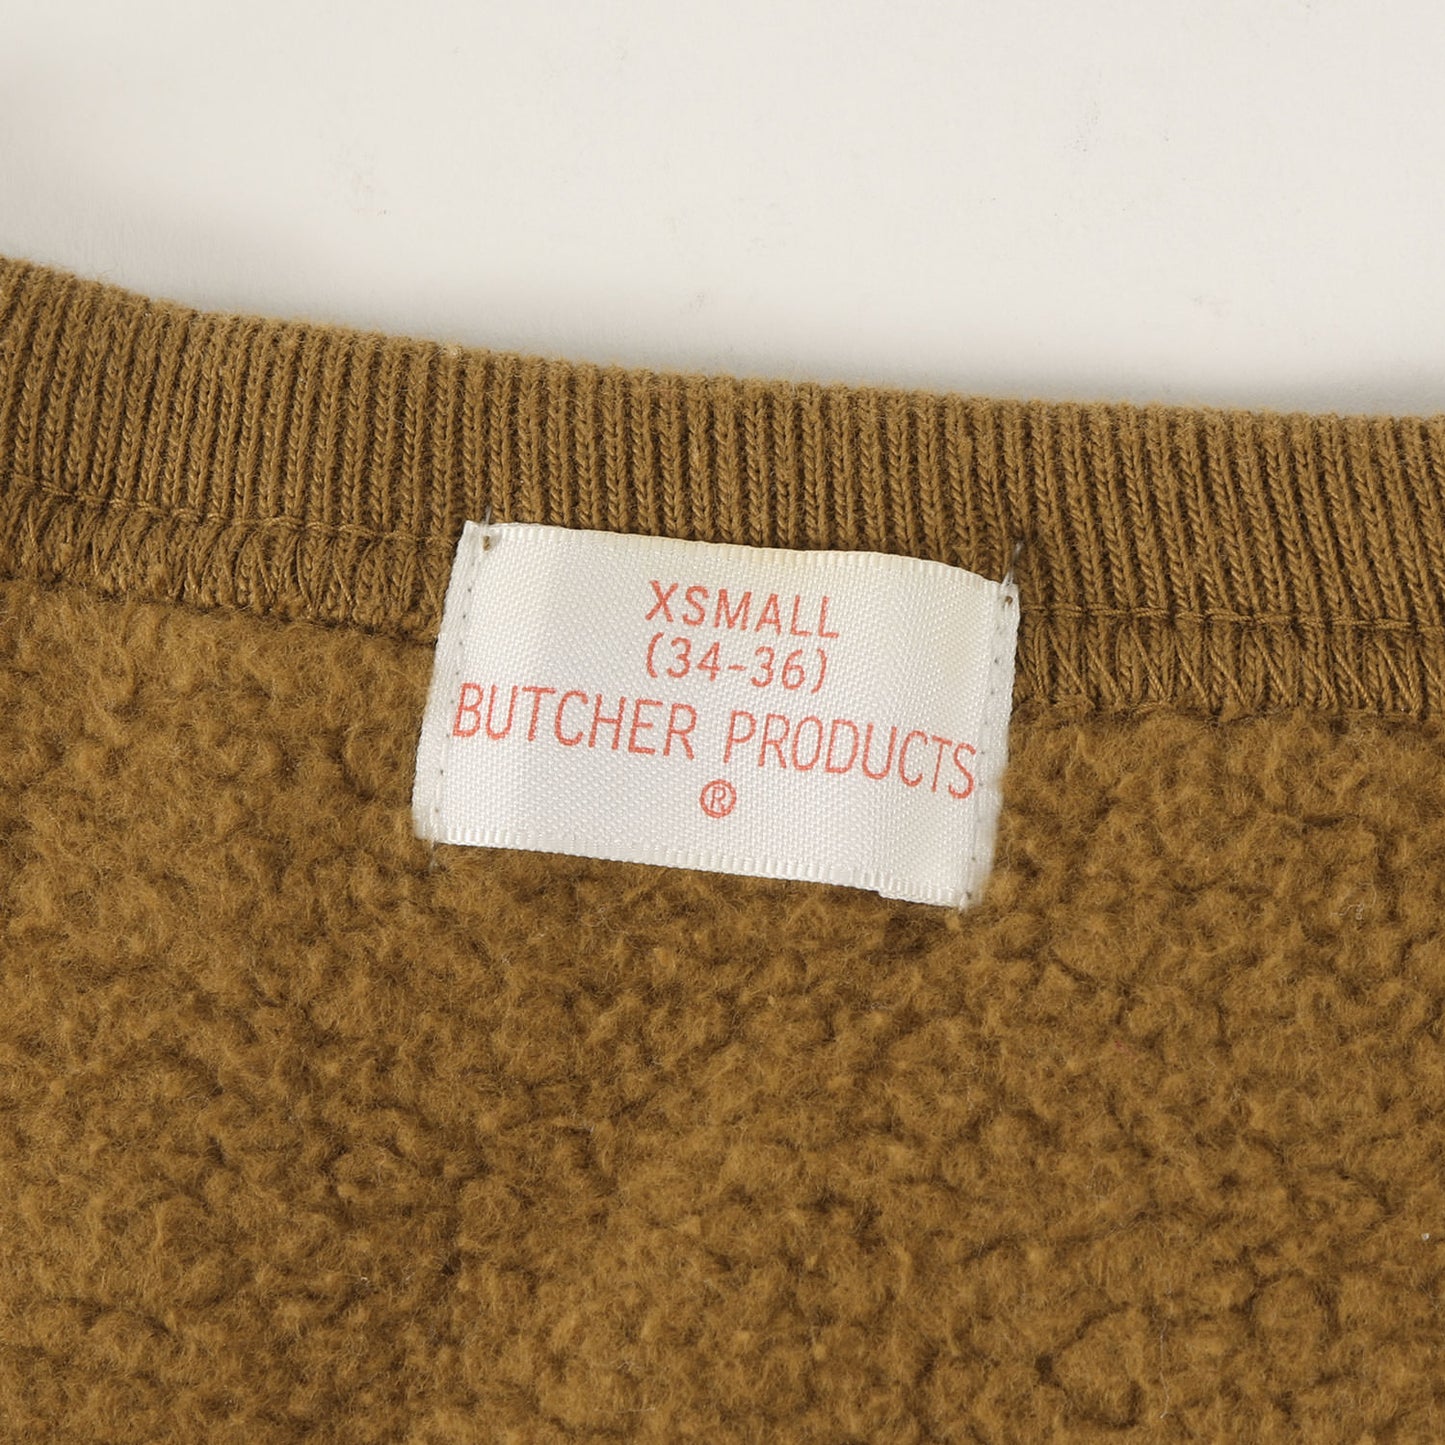 XSMALL
(34-36)
BUTCHER PRODUCTS
®